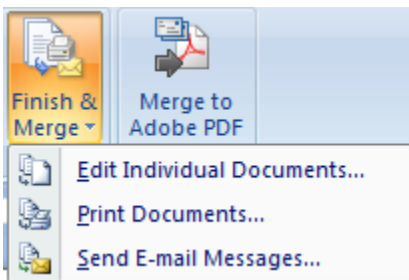 Finish &
Merge
Merge to
Adobe PDF
Edit Individual Documents...
Print Documents...
Send E-mail Messages...